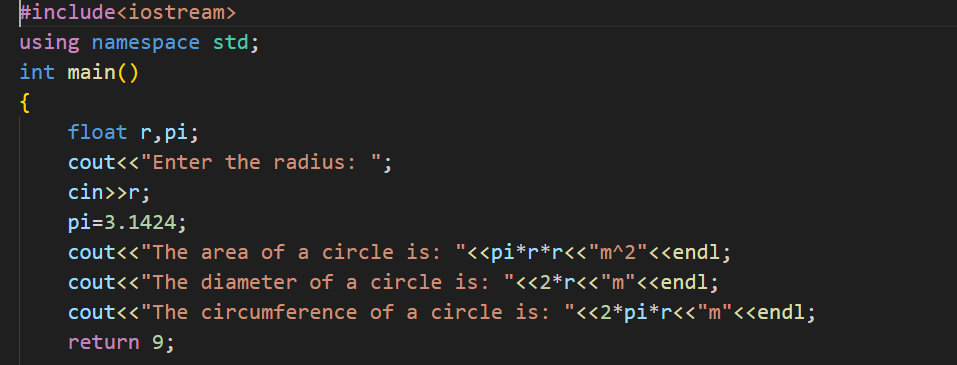 #include<iostream>
using namespace std;
int main()
{
    float r,pi;
    cout<<"Enter the radius: ";
    cin>>r;
    pi=3.1424;
    cout<<"The area of a circle is: "<<pi*r*r<<"m^2"<<endl;
    cout<<"The diameter of a circle is: "<<2*r<<"m"<<endl;
    cout<<"The circumference of a circle is: "<<2*pi*r<<"m"<<endl;
    return 9;